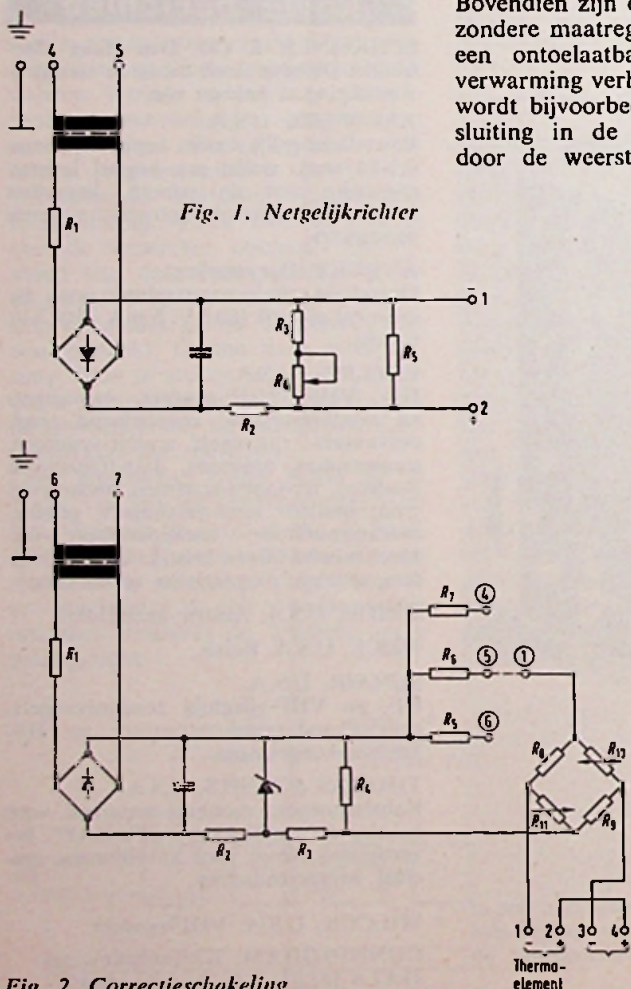 Bovendien zijn
zondere maatreg
een ontoelaatba
verwarming verh
wordt bijvoorbe
sluiting in de
door de weerst
4 5
Fig. 1. Netgelijkrichter
R1
1
R3
R4
R5
R2
2
6 7
R1
R7 4
R6 5 1
R5 6
R4
R2 R3
R8
R11 R9
1 2 3 4
- + - +
Thermo-
element
Fig. 2. Correctieschakeling